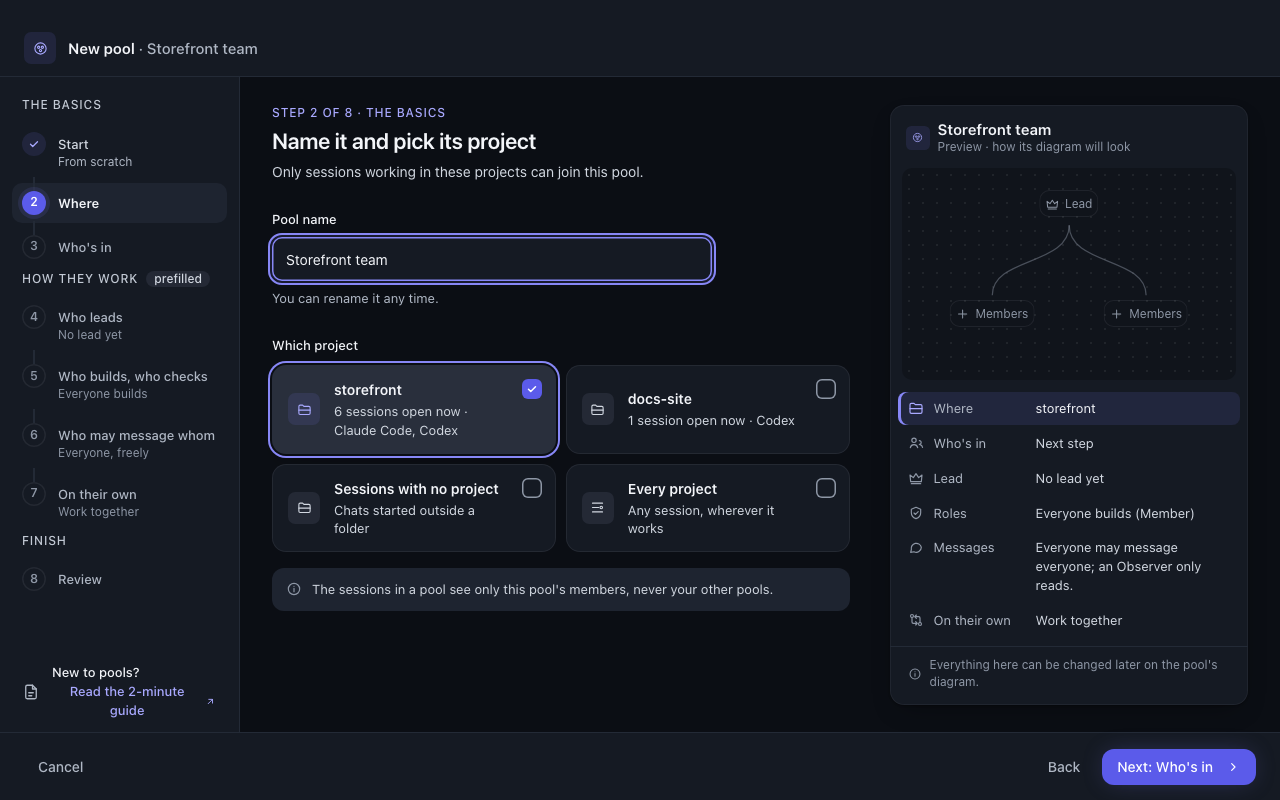 New pool · Storefront team
THE BASICS
Start
From scratch
2
Where
3
Who's in
HOW THEY WORK
prefilled
4
Who leads
No lead yet
5
Who builds, who checks
Everyone builds
6
Who may message whom
Everyone, freely
7
On their own
Work together
FINISH
8
Review
New to pools?
Read the 2-minute
guide
STEP 2 OF 8 · THE BASICS
Name it and pick its project
Only sessions working in these projects can join this pool.
Pool name
Storefront team
You can rename it any time.
Which project
storefront
6 sessions open now ·
Claude Code, Codex
docs-site
1 session open now · Codex
Sessions with no project
Chats started outside a
folder
Every project
Any session, wherever it
works
The sessions in a pool see only this pool's members, never your other pools.
Storefront team
Preview · how its diagram will look
Lead
Members
Members
Where
storefront
Who's in
Next step
Lead
No lead yet
Roles
Everyone builds (Member)
Messages
Everyone may message
everyone; an Observer only
reads.
On their own
Work together
Everything here can be changed later on the pool's
diagram.
Cancel
Back
Next: Who's in